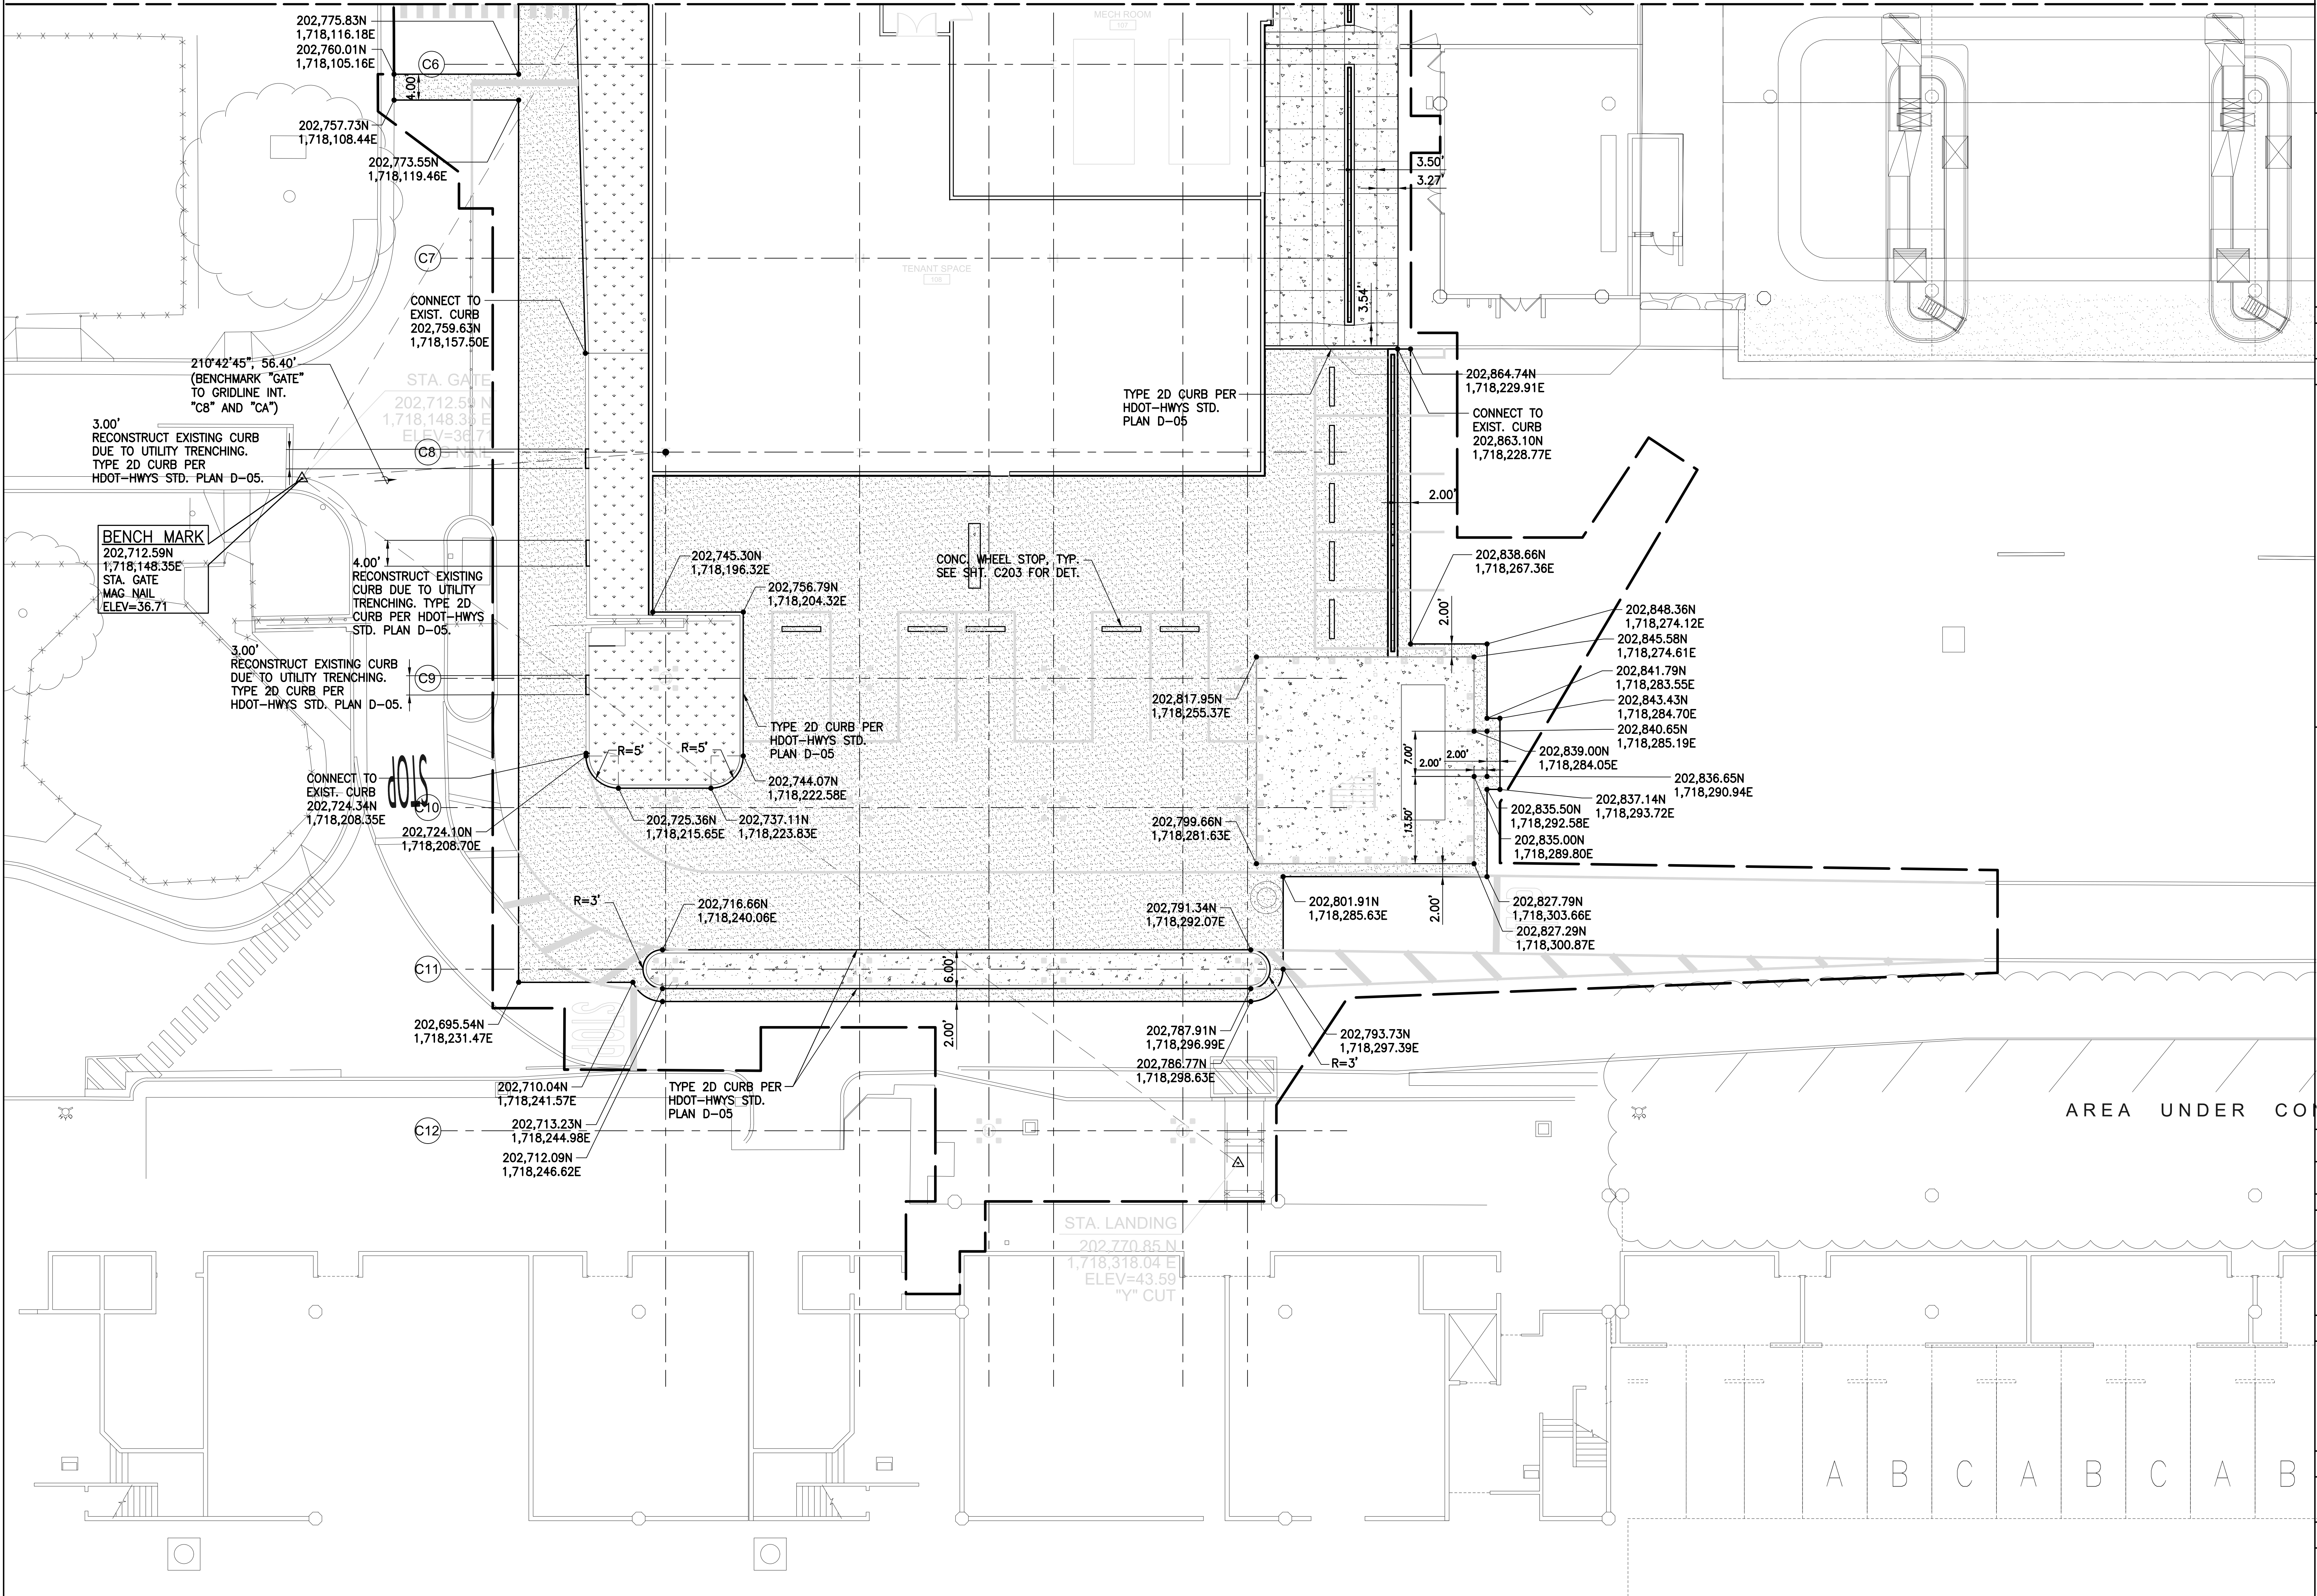 202,775.83N
1,718,116.18E
202,760.01N
1,718,105.16E
C6
4.00'
202,757.73N
1,718,108.44E
202,773.55N
1,718,119.46E
MECH ROOM
107
3.50'
3.27'
C7
TENANT SPACE
CONNECT TO
EXIST. CURB
202,759.63N
1,718,157.50E
3.54'
210°42'45", 56.40'
(BENCHMARK "GATE"
TO GRIDLINE INT.
"C8" AND "CA")
STA. GATE
202,712.59 N
1,718,148.35 E
ELEV=36.71
MAG NAIL
TYPE 2D CURB PER
HDOT-HWYS STD.
PLAN D-05
202,864.74N
1,718,229.91E
CONNECT TO
EXIST. CURB
202,863.10N
1,718,228.77E
3.00'
RECONSTRUCT EXISTING CURB
DUE TO UTILITY TRENCHING.
TYPE 2D CURB PER
HDOT-HWYS STD. PLAN D-05.
C8
2.00'
BENCH MARK
202,712.59N
1,718,148.35E
STA. GATE
MAG NAIL
ELEV=36.71
4.00'
RECONSTRUCT EXISTING
CURB DUE TO UTILITY
TRENCHING. TYPE 2D
CURB PER HDOT-HWYS
STD. PLAN D-05.
202,745.30N
1,718,196.32E
202,756.79N
1,718,204.32E
CONC. WHEEL STOP, TYP.
SEE SHT. C203 FOR DET.
202,838.66N
1,718,267.36E
2.00'
202,848.36N
1,718,274.12E
202,845.58N
1,718,274.61E
202,841.79N
1,718,283.55E
202,843.43N
1,718,284.70E
202,840.65N
1,718,285.19E
3.00'
RECONSTRUCT EXISTING CURB
DUE TO UTILITY TRENCHING.
TYPE 2D CURB PER
HDOT-HWYS STD. PLAN D-05.
C9
202,817.95N
1,718,255.37E
TYPE 2D CURB PER
HDOT-HWYS STD.
PLAN D-05
R=5'
R=5'
7.00'
2.00'
2.00'
202,839.00N
1,718,284.05E
202,836.65N
1,718,290.94E
STOP
CONNECT TO
EXIST. CURB
202,724.34N
1,718,208.35E
C10
202,744.07N
1,718,222.58E
202,837.14N
1,718,293.72E
202,835.50N
1,718,292.58E
202,724.10N
1,718,208.70E
202,725.36N
1,718,215.65E
202,737.11N
1,718,223.83E
202,799.66N
1,718,281.63E
13.50'
202,835.00N
1,718,289.80E
R=3'
202,716.66N
1,718,240.06E
202,791.34N
1,718,292.07E
202,801.91N
1,718,285.63E
2.00'
202,827.79N
1,718,303.66E
202,827.29N
1,718,300.87E
C11
6.00'
202,695.54N
1,718,231.47E
STOP
2.00'
202,787.91N
1,718,296.99E
202,793.73N
1,718,297.39E
R=3'
202,786.77N
1,718,298.63E
202,710.04N
1,718,241.57E
TYPE 2D CURB PER
HDOT-HWYS STD.
PLAN D-05
202,713.23N
1,718,244.98E
C12
202,712.09N
1,718,246.62E
AREA UNDER
STA. LANDING
202,770.85 N
1,718,318.04 E
ELEV=43.59
"Y" CUT
A B C A B C A B